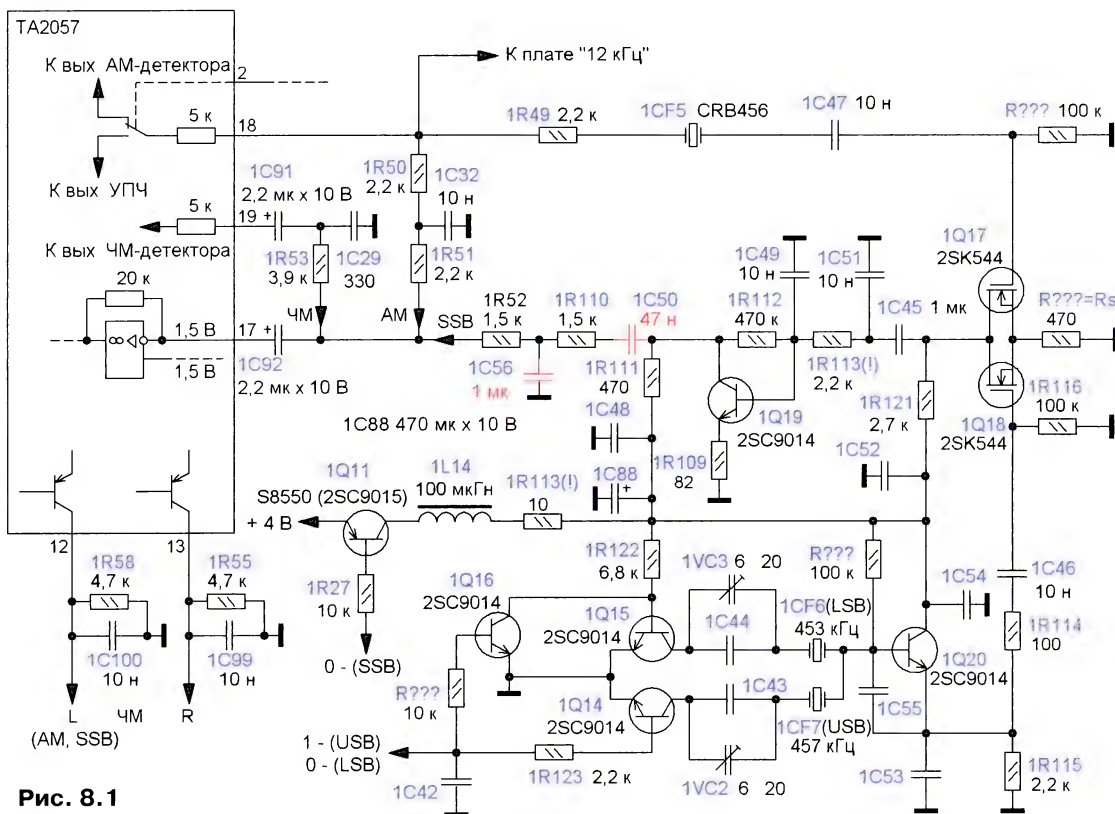 TA2057
К вых АМ-детектора
2
5 к
18
К вых УПЧ
5 к
19 +
К вых ЧМ-детектора
20 к
1,5 В
17 +
1,5 В
12
13
К плате "12 кГц"
1R49
2,2 к
1CF5
CRB456
1C47
10 н
R???
100 к
1C91
2,2 мк x 10 В
1R50
2,2 к
1C32
10 н
1R53
3,9 к
1C29
330
1R51
2,2 к
ЧМ
АМ
SSB
1C92
2,2 мк x 10 В
1R52
1,5 к
1R110
1,5 к
1C50
47 н
1C56
1 мк
1R111
470
1R112
470 к
1C49
10 н
1C51
10 н
1R113(!)
2,2 к
1C45
1 мк
1Q17
2SK544
R???=Rs
470
1R116
100 к
1Q18
2SK544
1R121
2,7 к
1Q19
2SC9014
1R109
82
1C48
1C52
1C88 470 мк x 10 В
1C88
+
1Q11
S8550 (2SC9015)
1L14
100 мкГн
1R113(!)
10
+ 4 В
1R27
10 к
0 - (SSB)
1R122
6,8 к
1VC3
6
20
R???
100 к
1C54
1C46
10 н
1R58
4,7 к
1R55
4,7 к
1C100
10 н
1C99
10 н
L
ЧМ
R
(АМ, SSB)
1Q16
2SC9014
1Q15
2SC9014
1C44
1CF6
(LSB)
453 кГц
1R114
100
1Q20
2SC9014
R???
10 к
1Q14
2SC9014
1C43
1CF7
(USB)
457 кГц
1C55
1 - (USB)
0 - (LSB)
1C42
1R123
2,2 к
1VC2
6
20
1C53
1R115
2,2 к
Рис. 8.1